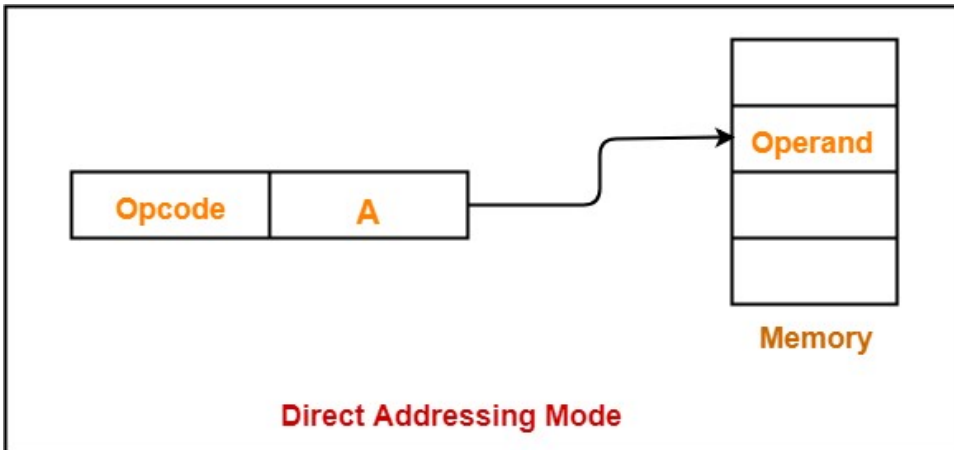 Opcode
A
Operand
Memory
Direct Addressing Mode